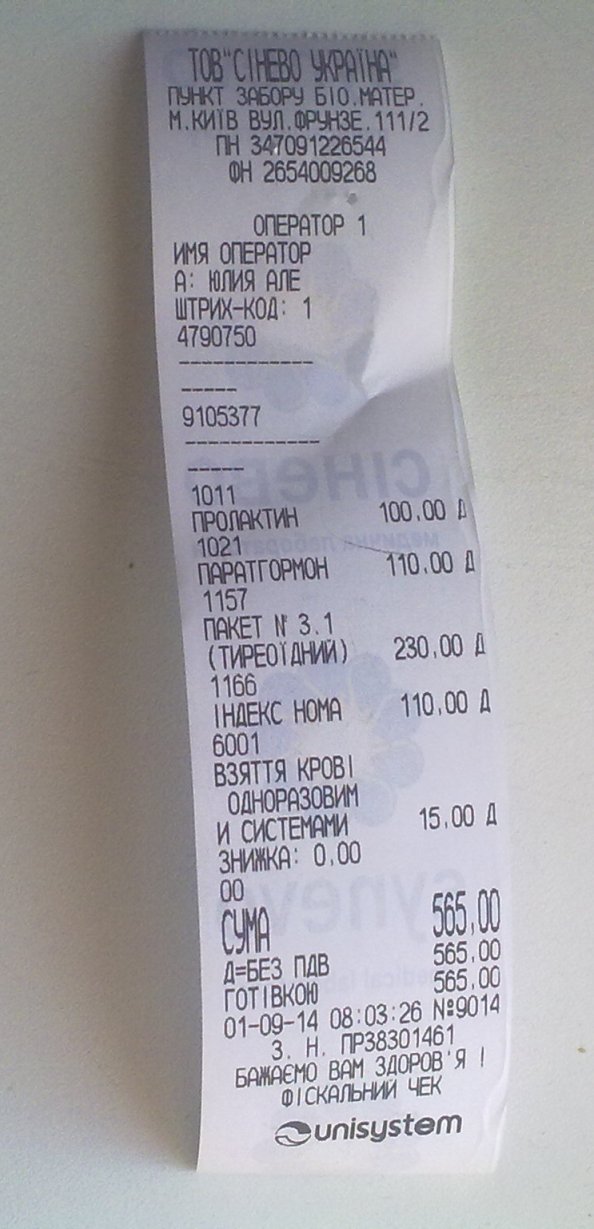 ТОВ"СІНЕВО УКРАЇНА"
ПУНКТ ЗАБОРУ БІО.МАТЕР.
М.КИЇВ ВУЛ.ФРУНЗЕ.111/2
ПН 347091226544
ФН 2654009268
ОПЕРАТОР 1
ИМЯ ОПЕРАТОР
А: ЮЛИЯ АЛЕ
ШТРИХ-КОД: 1
4790750
------------
-----
9105377
------------
-----
1011
ПРОЛАКТИН 100.00 Д
1021
ПАРАТГОРМОН 110.00 Д
1157
ПАКЕТ № 3.1
(ТИРЕОЇДНИЙ) 230,00 Д
1166
ІНДЕКС НОМА 110,00 Д
6001
ВЗЯТТЯ КРОВІ
ОДНОРАЗОВИМ
И СИСТЕМАМИ 15,00 Д
ЗНИЖКА: 0,00
00
СУМА 565,00
Д=БЕЗ ПДВ 565,00
ГОТІВКОЮ 565,00
01-09-14 08:03:26 №9014
З. Н. ПР38301461
БАЖАЄМО ВАМ ЗДОРОВ'Я !
ФІСКАЛЬНИЙ ЧЕК
unisystem